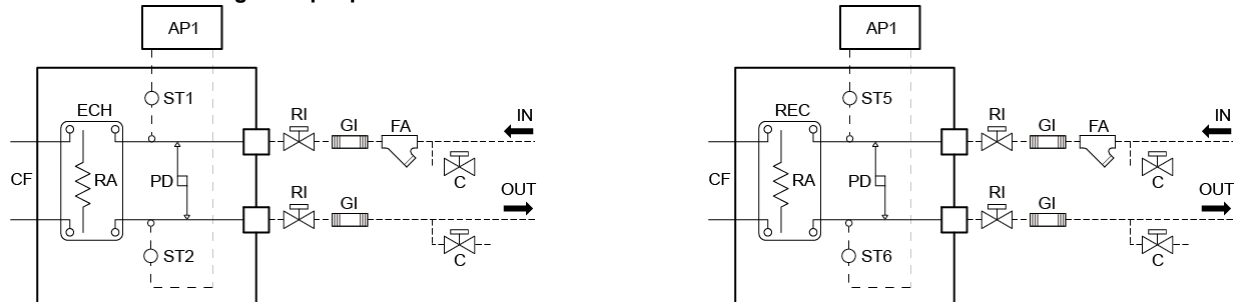 AP1
ECH
ST1
RI
GI
FA
IN
CF
RA
PD
C
RI
GI
OUT
ST2
C
AP1
REC
ST5
RI
GI
FA
IN
CF
RA
PD
C
RI
GI
OUT
ST6
C